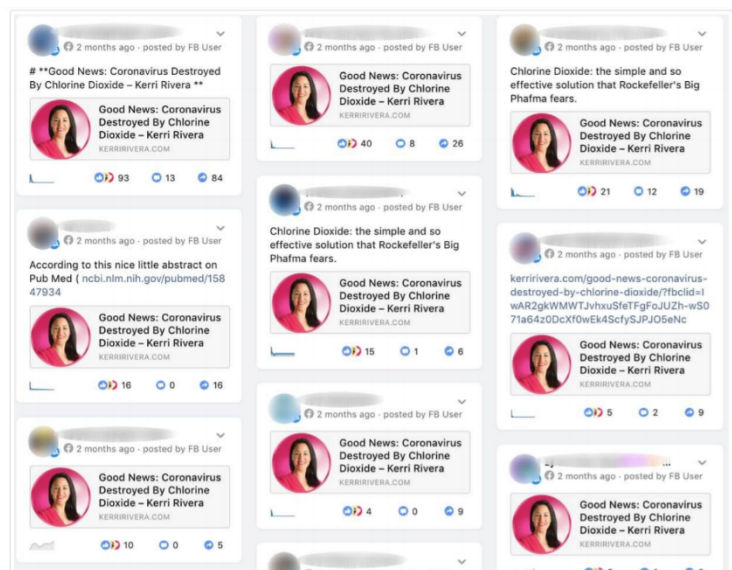 2 months ago · posted by FB User
# **Good News: Coronavirus Destroyed
By Chlorine Dioxide – Kerri Rivera **
Good News: Coronavirus
Destroyed By Chlorine
Dioxide – Kerri Rivera
KERRIRIVERA.COM
93 13 84
2 months ago · posted by FB User
According to this nice little abstract on
Pub Med ( ncbi.nlm.nih.gov/pubmed/158
47934
Good News: Coronavirus
Destroyed By Chlorine
Dioxide – Kerri Rivera
KERRIRIVERA.COM
16 0 16
2 months ago · posted by FB User
Good News: Coronavirus
Destroyed By Chlorine
Dioxide – Kerri Rivera
KERRIRIVERA.COM
10 0 5
2 months ago · posted by FB User
Good News: Coronavirus
Destroyed By Chlorine
Dioxide – Kerri Rivera
KERRIRIVERA.COM
40 8 26
2 months ago · posted by FB User
Chlorine Dioxide: the simple and so
effective solution that Rockefeller's Big
Phafma fears.
Good News: Coronavirus
Destroyed By Chlorine
Dioxide – Kerri Rivera
KERRIRIVERA.COM
15 1 6
2 months ago · posted by FB User
Good News: Coronavirus
Destroyed By Chlorine
Dioxide – Kerri Rivera
KERRIRIVERA.COM
4 0 9
2 months ago · posted by FB User
Chlorine Dioxide: the simple and so
effective solution that Rockefeller's Big
Phafma fears.
Good News: Coronavirus
Destroyed By Chlorine
Dioxide – Kerri Rivera
KERRIRIVERA.COM
21 12 19
2 months ago · posted by FB User
kerririvera.com/good-news-coronavirus-
destroyed-by-chlorine-dioxide/?fbclid=I
wAR2gkWMWTJvhxuSfeTFgFoJUZh-wS0
71a64z0DcXf0wEk4ScfySJPJO5eNc
Good News: Coronavirus
Destroyed By Chlorine
Dioxide – Kerri Rivera
KERRIRIVERA.COM
5 2 9
2 months ago · posted by FB User
Good News: Coronavirus
Destroyed By Chlorine
Dioxide – Kerri Rivera
KERRIRIVERA.COM